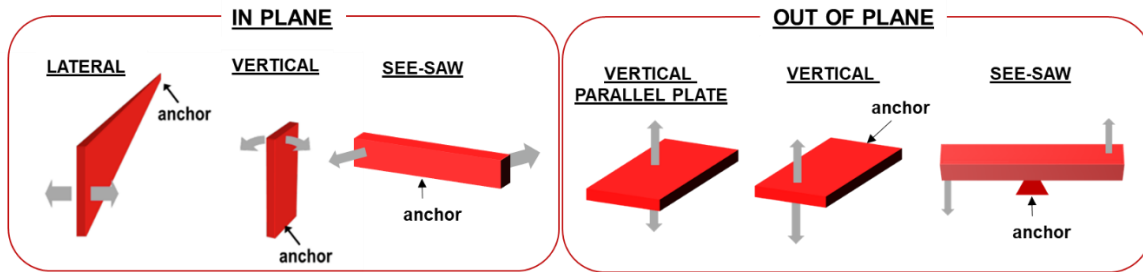 IN PLANE
LATERAL
anchor
VERTICAL
anchor
SEE-SAW
anchor
OUT OF PLANE
VERTICAL
PARALLEL PLATE
VERTICAL
anchor
SEE-SAW
anchor